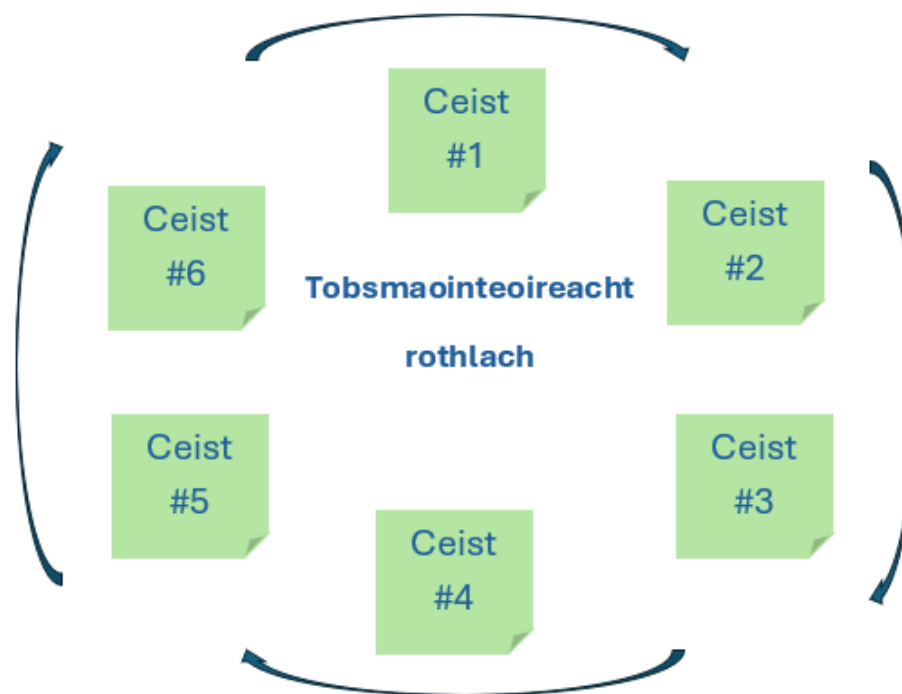 Ceist
#1
Ceist
#2
Ceist
#3
Ceist
#4
Ceist
#5
Ceist
#6
Tobsmaointeoireacht
rothlach